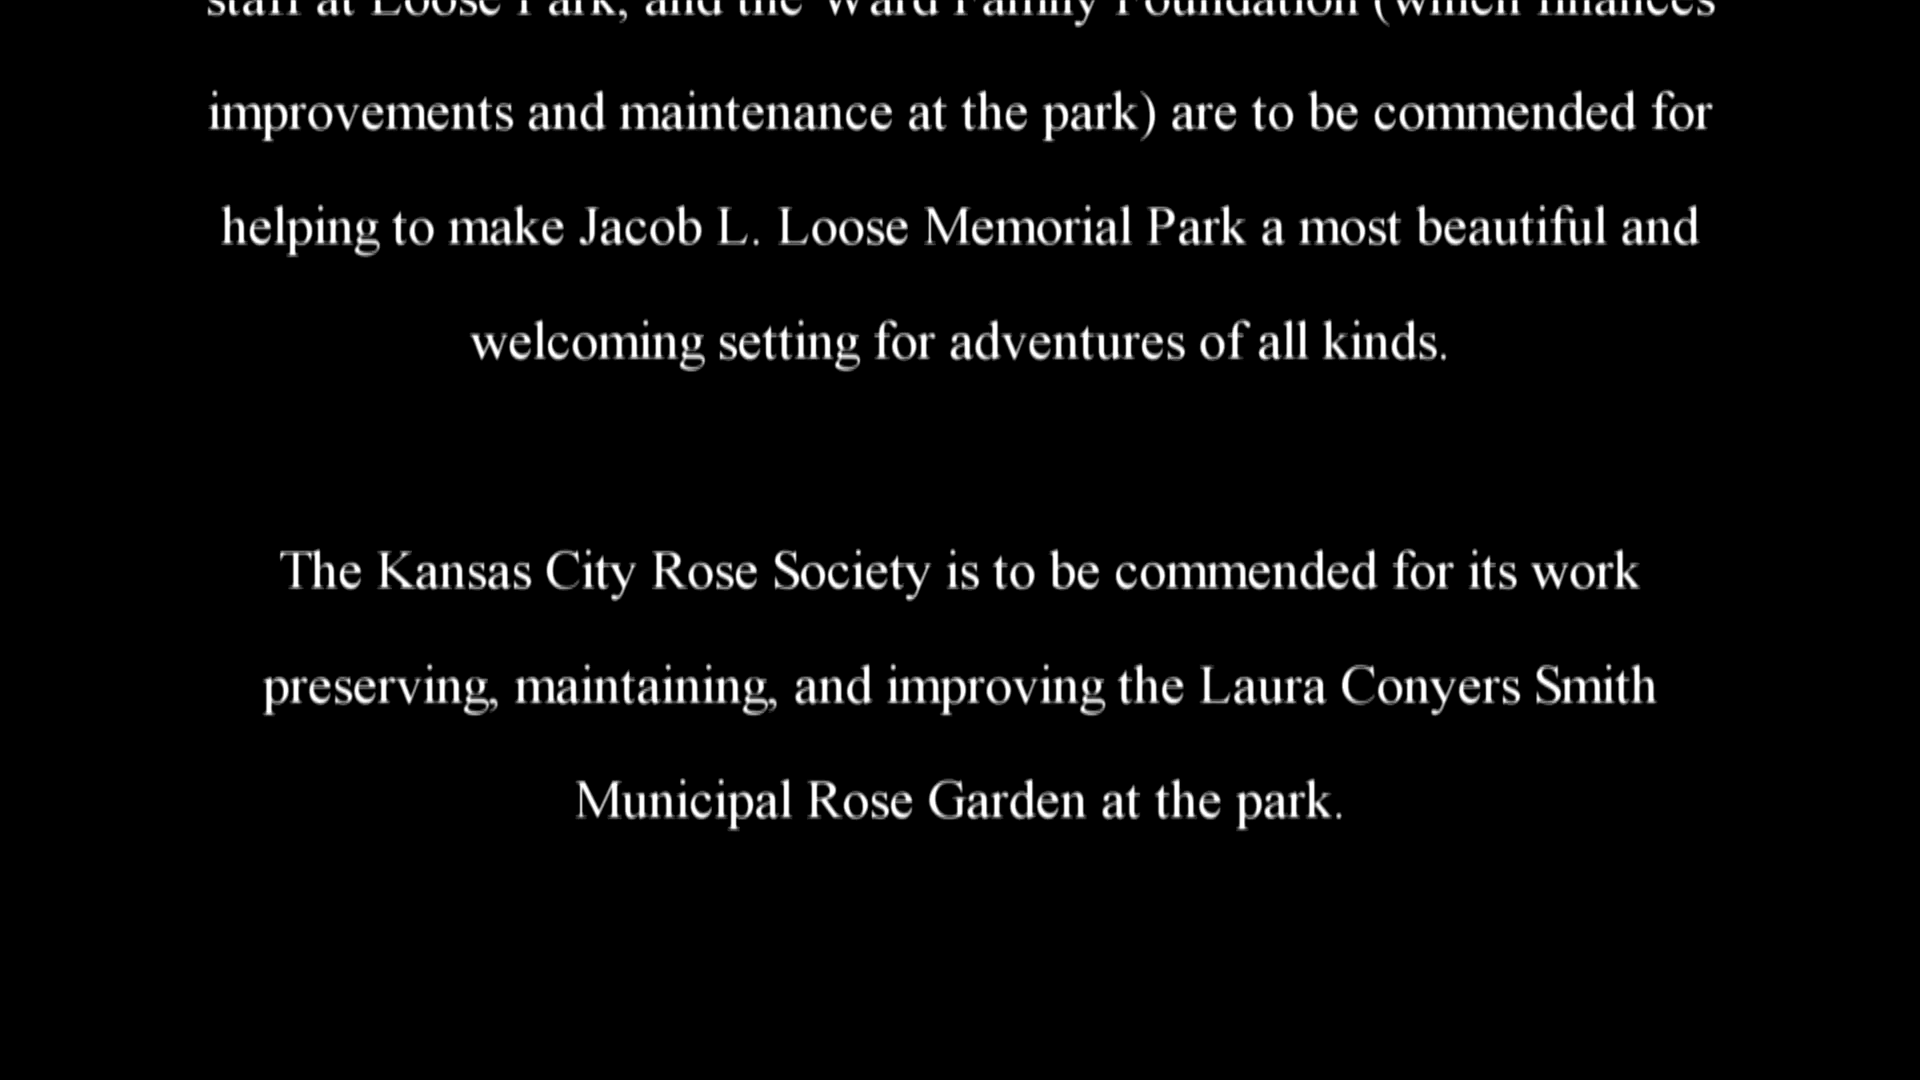 staff at Loose Park, and the Ward Family Foundation (which finances
improvements and maintenance at the park) are to be commended for
helping to make Jacob L. Loose Memorial Park a most beautiful and
welcoming setting for adventures of all kinds.
The Kansas City Rose Society is to be commended for its work
preserving, maintaining, and improving the Laura Conyers Smith
Municipal Rose Garden at the park.